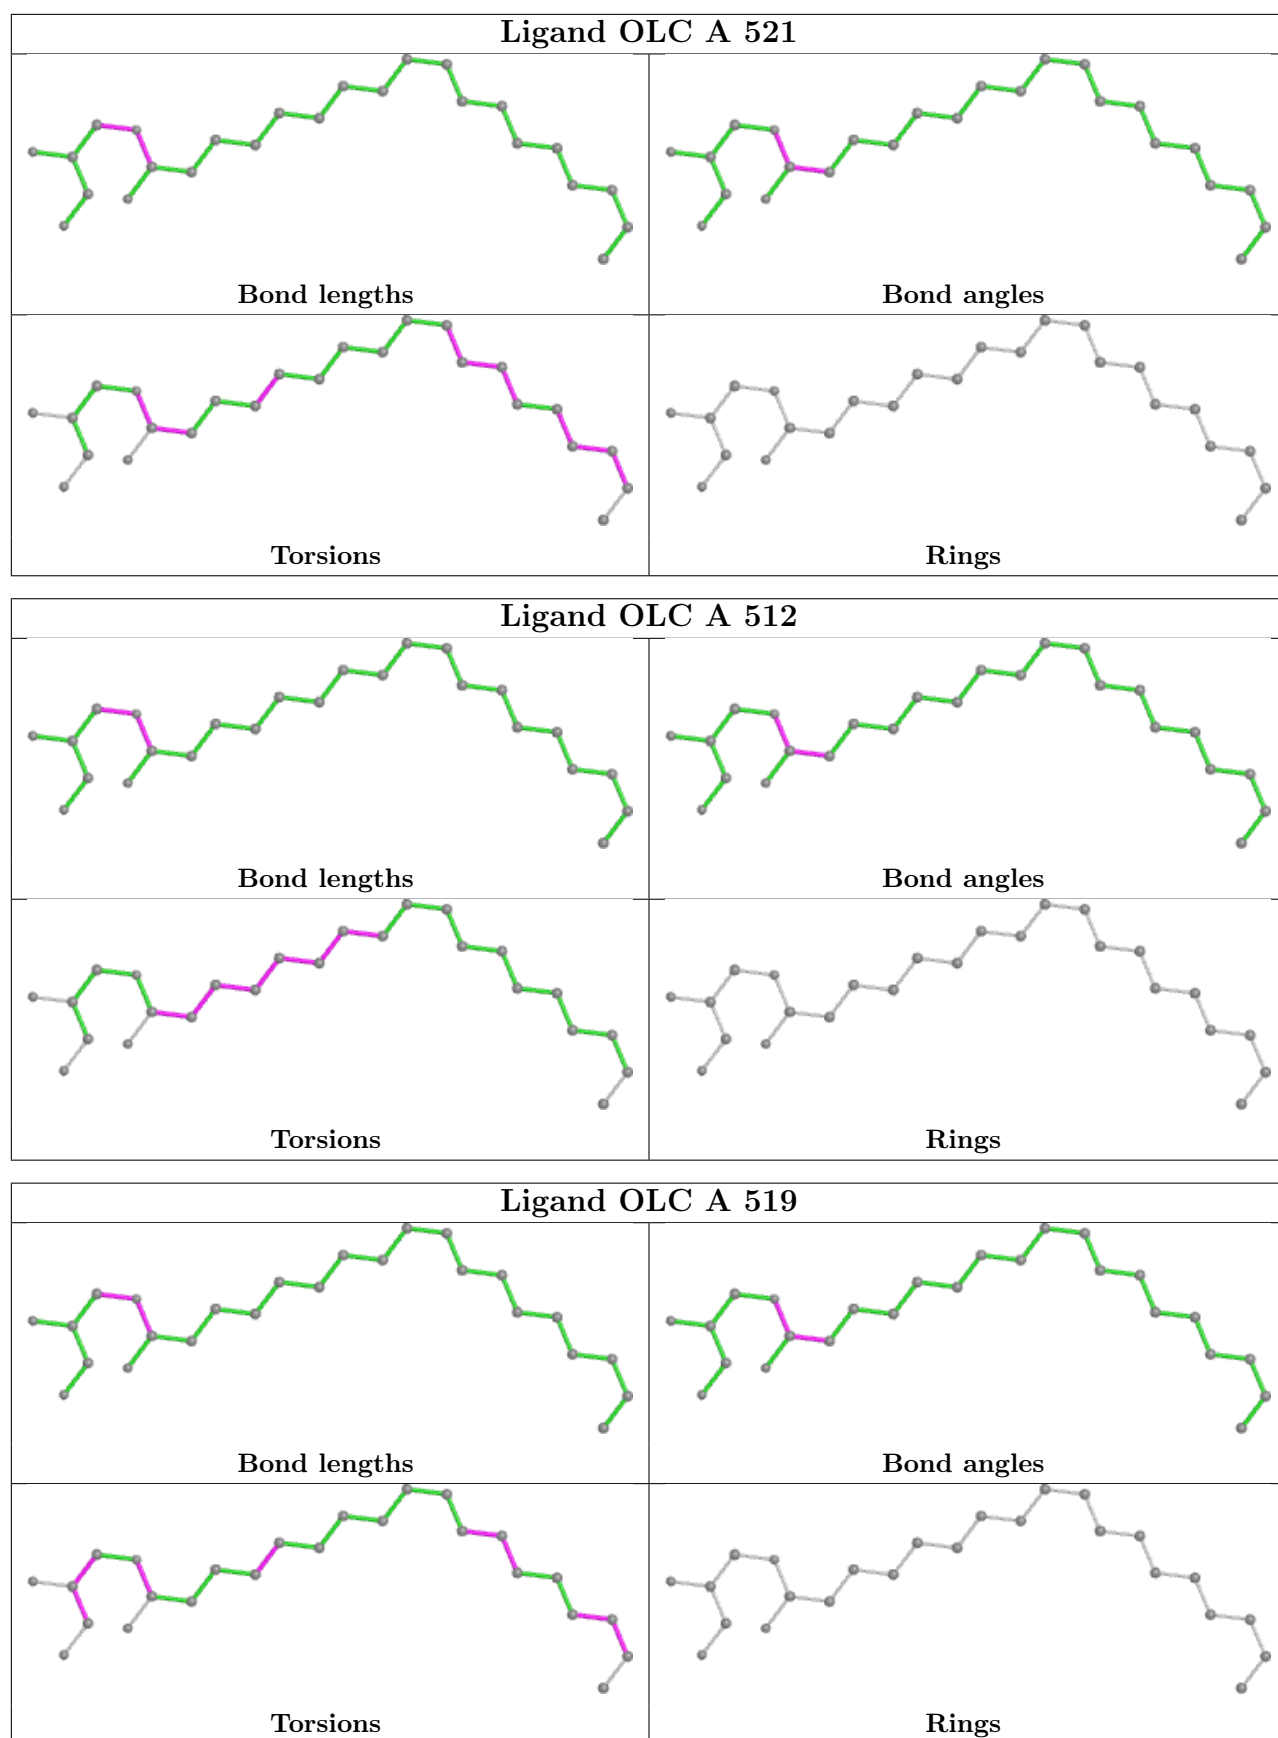 Ligand OLC A 521
Bond lengths
Bond angles
Torsions
Rings
Ligand OLC A 512
Bond lengths
Bond angles
Torsions
Rings
Ligand OLC A 519
Bond lengths
Bond angles
Torsions
Rings